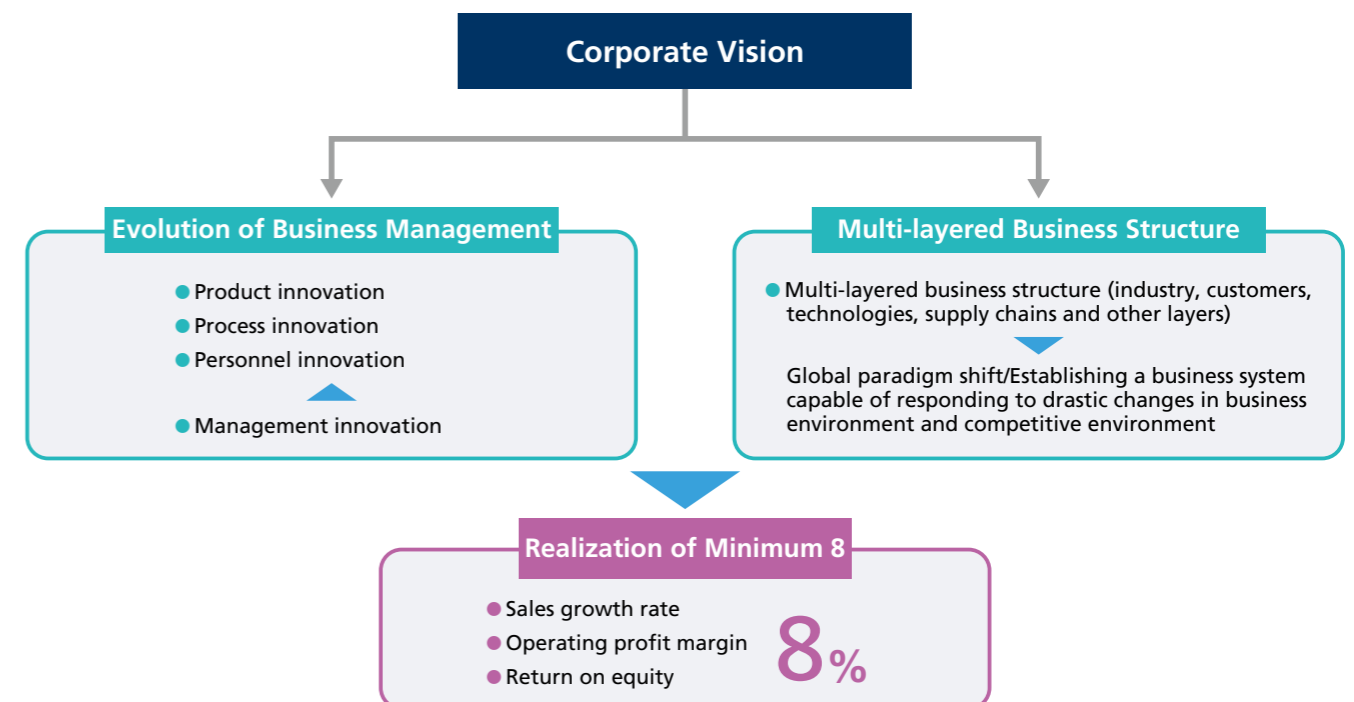 Corporate Vision
Evolution of Business Management
Product innovation
Process innovation
Personnel innovation
Management innovation
Multi-layered Business Structure
Multi-layered business structure (industry, customers,
technologies, supply chains and other layers)
Global paradigm shift/Establishing a business system
capable of responding to drastic changes in business
environment and competitive environment
Realization of Minimum 8
Sales growth rate
Operating profit margin
Return on equity
8%